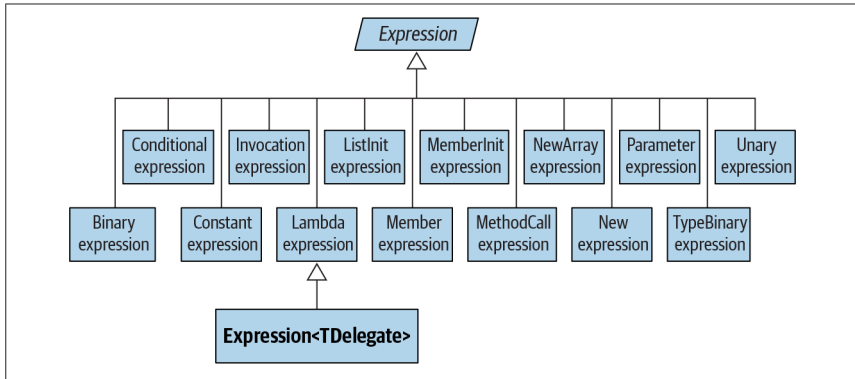 Expression
Conditional
expression
Invocation
expression
ListInit
expression
MemberInit
expression
NewArray
expression
Parameter
expression
Unary
expression
Binary
expression
Constant
expression
Lambda
expression
Member
expression
MethodCall
expression
New
expression
TypeBinary
expression
Expression<TDelegate>